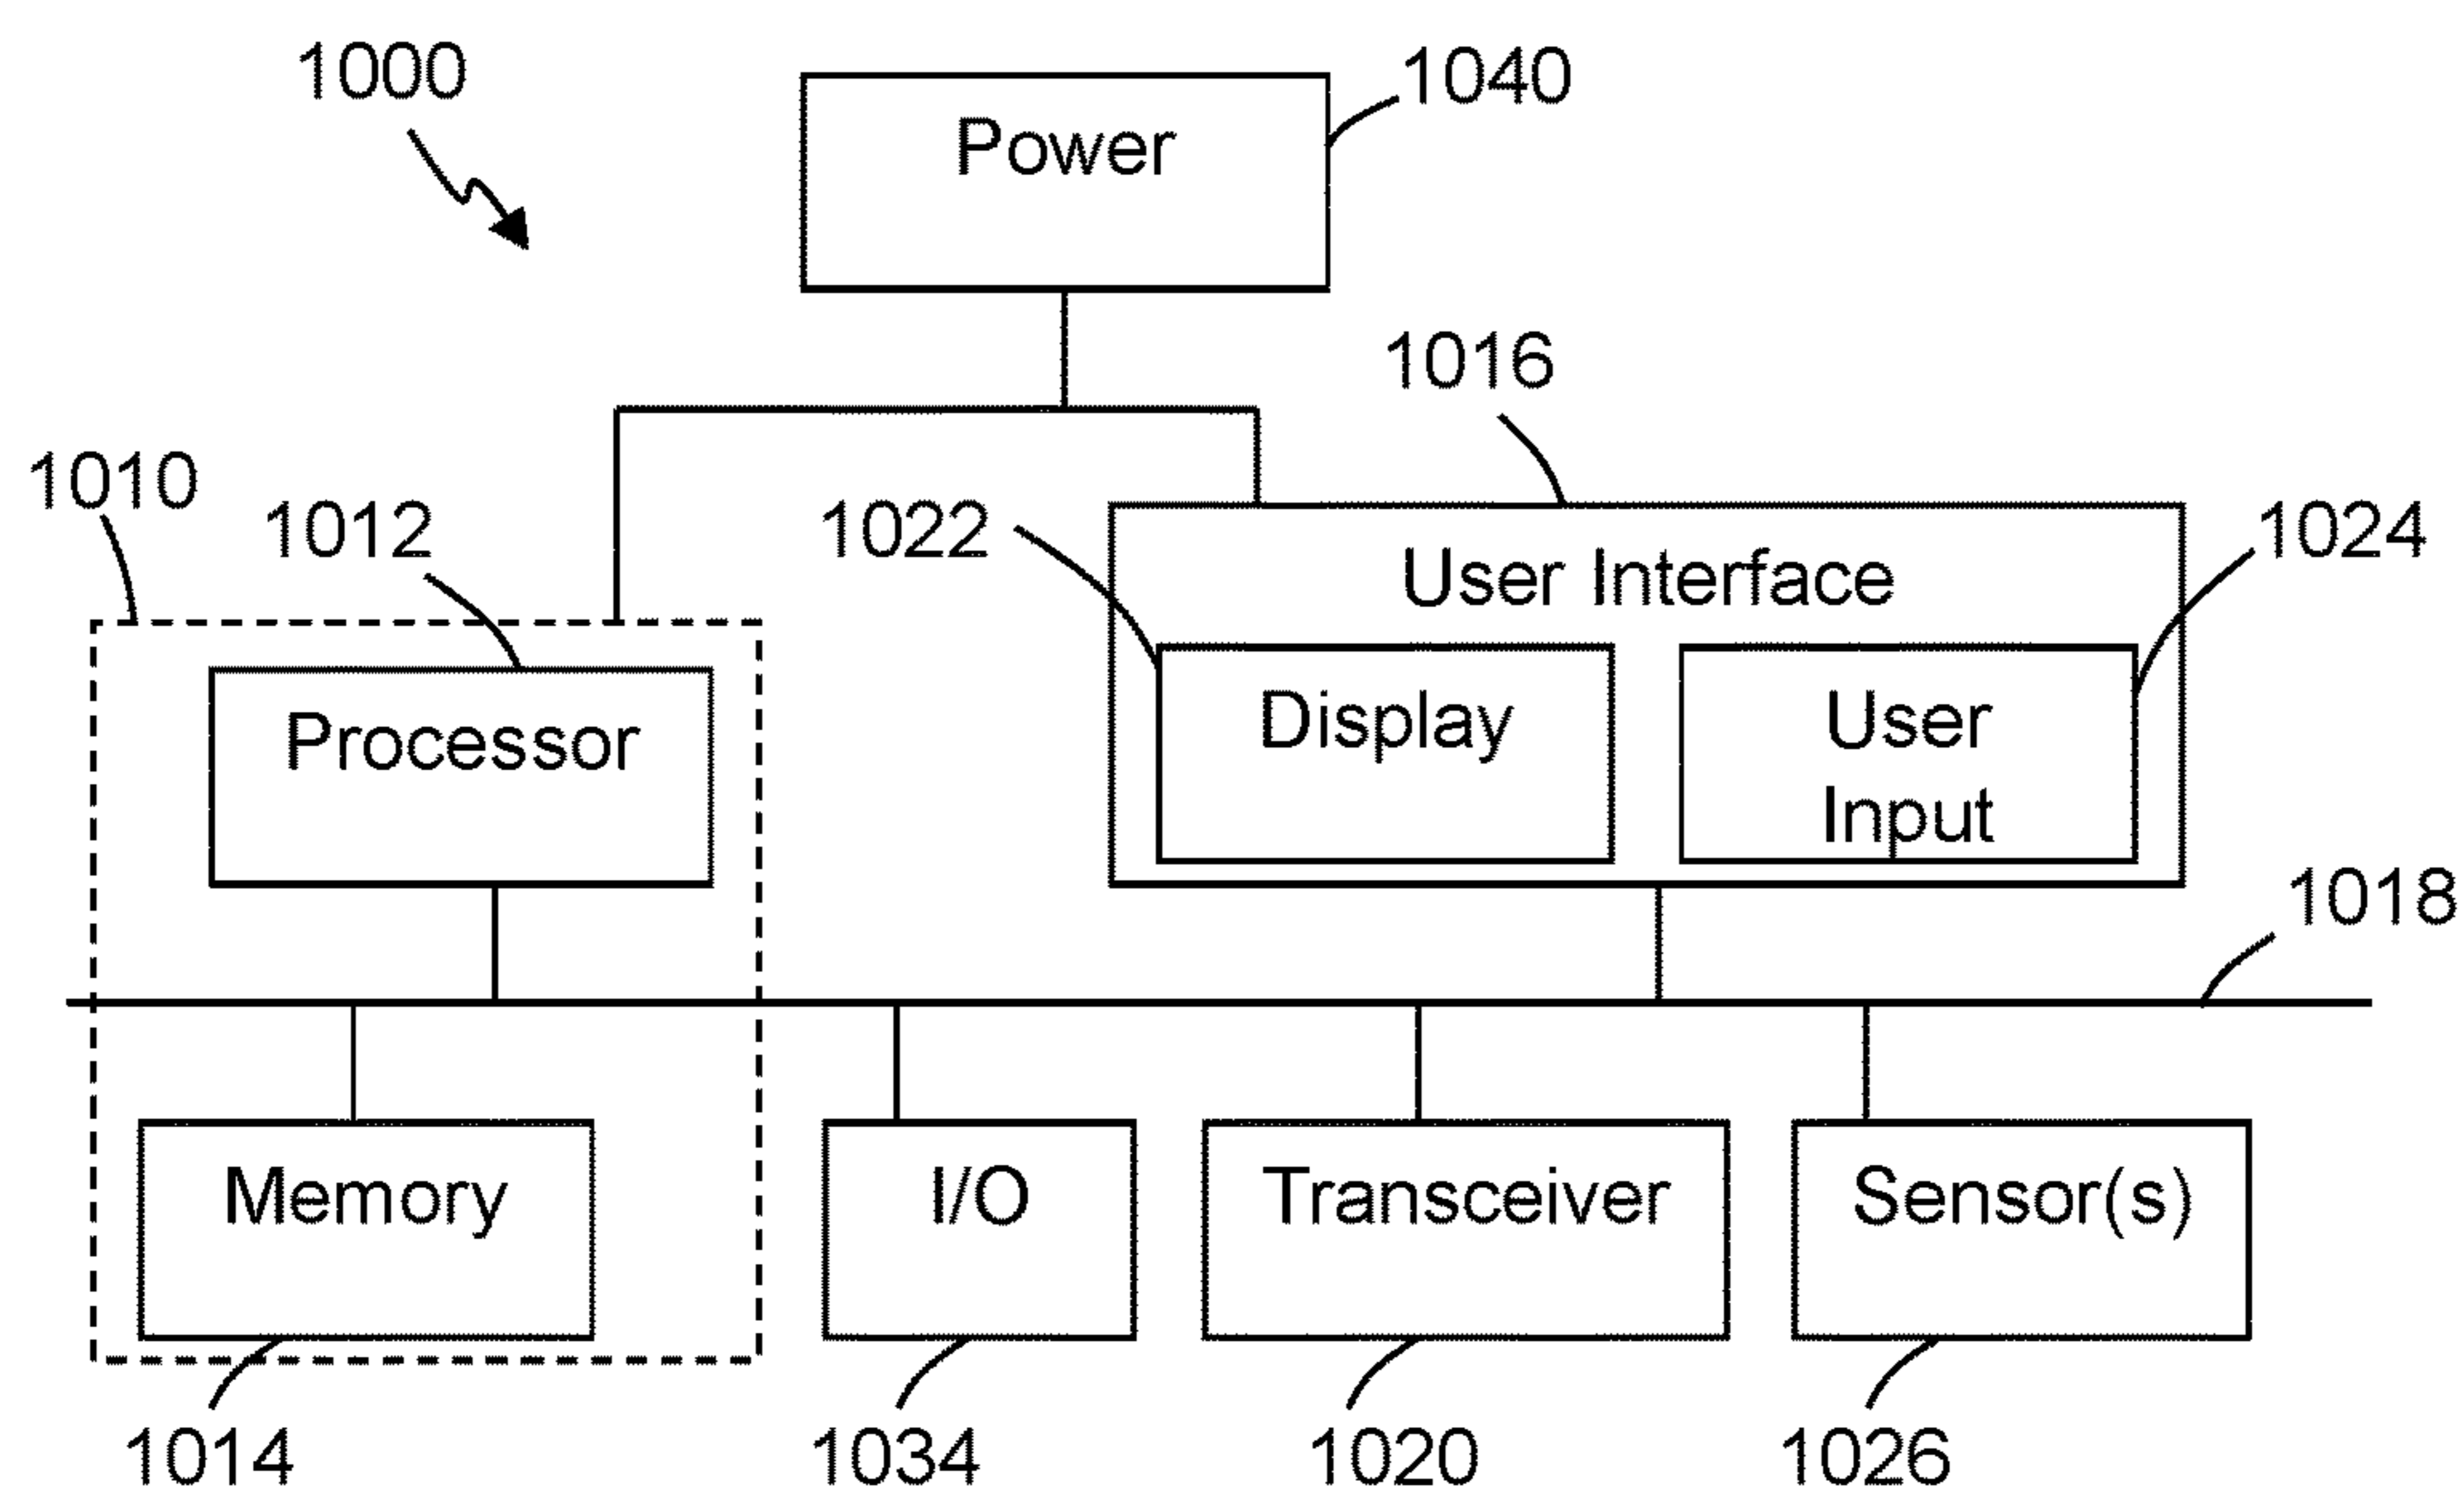 1000
1040
Power
1016
1010
1012
1022
1024
User Interface
Processor
Display
User
Input
1018
Memory
I/O
Transceiver
Sensor(s)
1014
1034
1020
1026